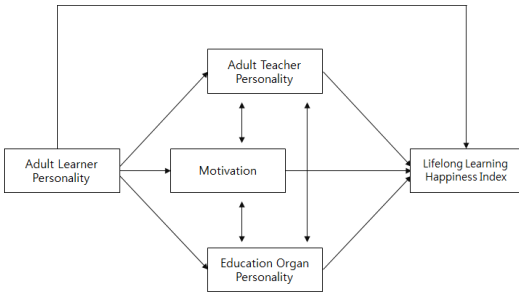 Adult Teacher
Personality
Adult Learner
Personality
Motivation
Lifelong Learning
Happiness Index
Education Organ
Personality